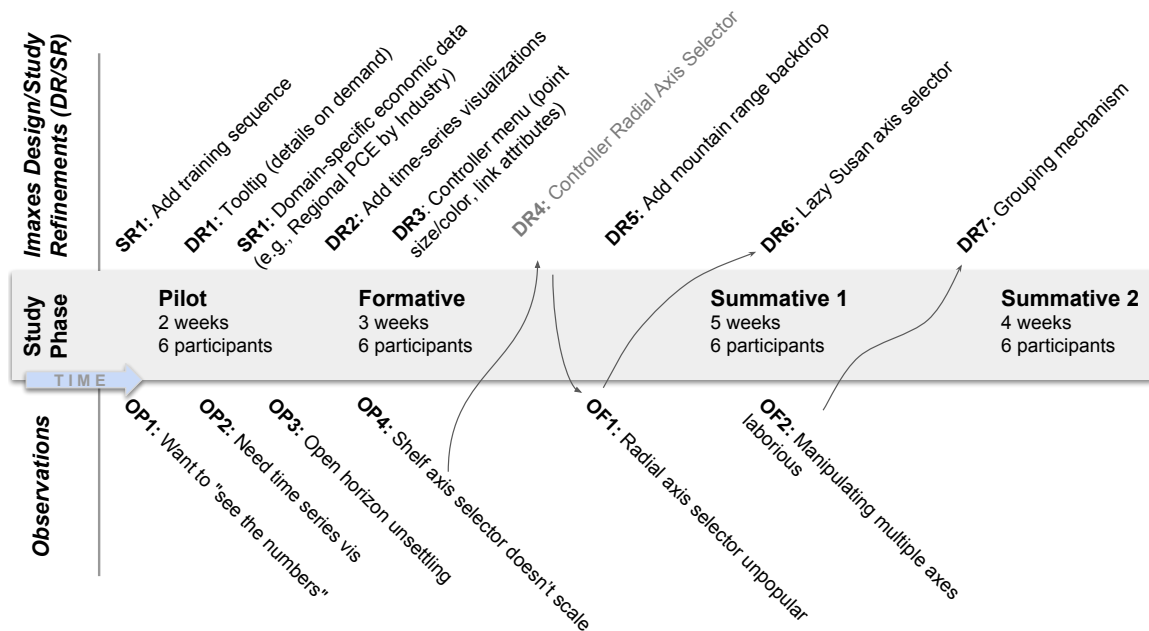 Imaxes Design/Study
Refinements (DR/SR)
SR1: Add training sequence
DR1: Tooltip (details on demand)
SR1: Domain-specific economic data
(e.g., Regional PCE by Industry)
DR2: Add time-series visualizations
DR3: Controller menu (point
size/color, link attributes)
DR4: Controller Radial Axis Selector
DR5: Add mountain range backdrop
DR6: Lazy Susan axis selector
DR7: Grouping mechanism
Study
Phase
Pilot
2 weeks
6 participants
Formative
3 weeks
6 participants
Summative 1
5 weeks
6 participants
Summative 2
4 weeks
6 participants
TIME
Observations
OP1: Want to "see the numbers"
OP2: Need time series vis
OP3: Open horizon unsettling
OP4: Shelf axis selector doesn't scale
OF1: Radial axis selector unpopular
OF2: Manipulating multiple axes
laborious